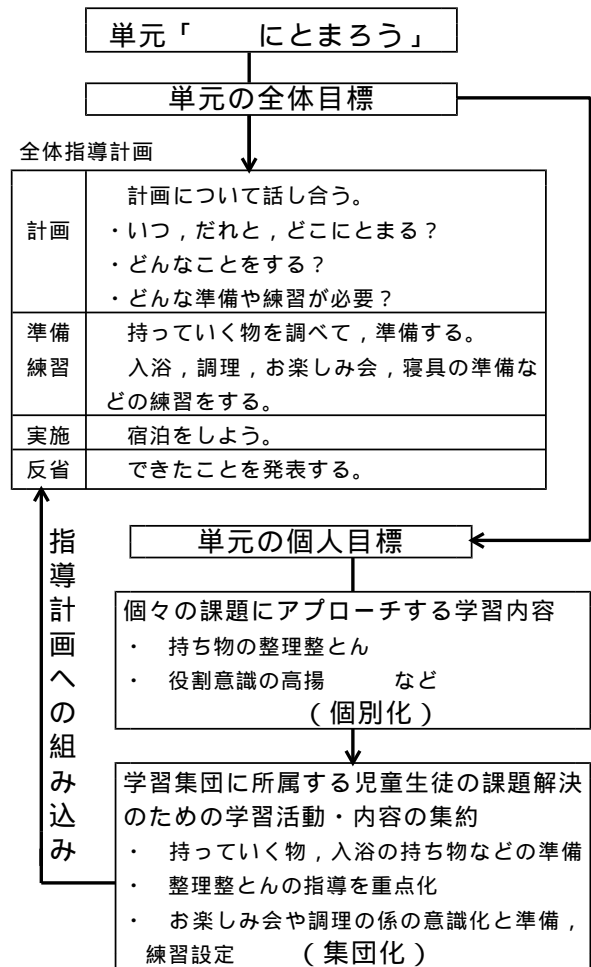 単元「　　にとまろう」
単元の全体目標
全体指導計画
計画
計画について話し合う。
・いつ，だれと，どこにとまる？
・どんなことをする？
・どんな準備や練習が必要？
準備
練習
持っていく物を調べて，準備する。
入浴，調理，お楽しみ会，寝具の準備な
どの練習をする。
実施
宿泊をしよう。
反省
できたことを発表する。
指導計画への組み込み
単元の個人目標
個々の課題にアプローチする学習内容
・　持ち物の整理整とん
・　役割意識の高揚　　　など
（個別化）
学習集団に所属する児童生徒の課題解決
のための学習活動・内容の集約
・　持っていく物，入浴の持ち物などの準備
・　整理整とんの指導を重点化
・　お楽しみ会や調理の係の意識化と準備，
練習設定　　（集団化）